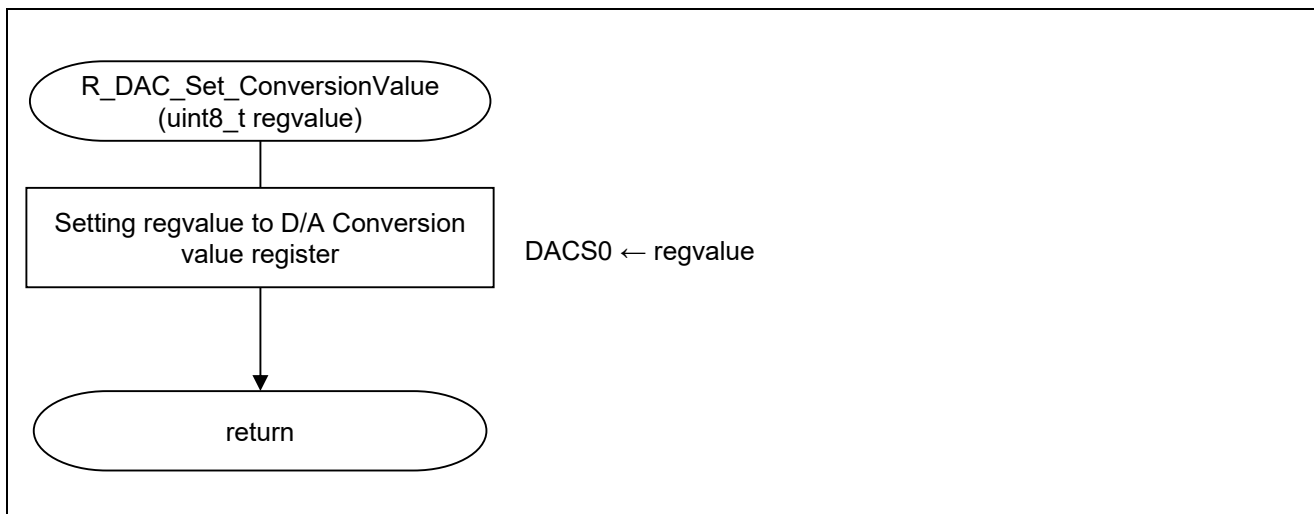 R_DAC_Set_ConversionValue
(uint8_t regvalue)
Setting regvalue to D/A Conversion
value register
DACS0 ← regvalue
return